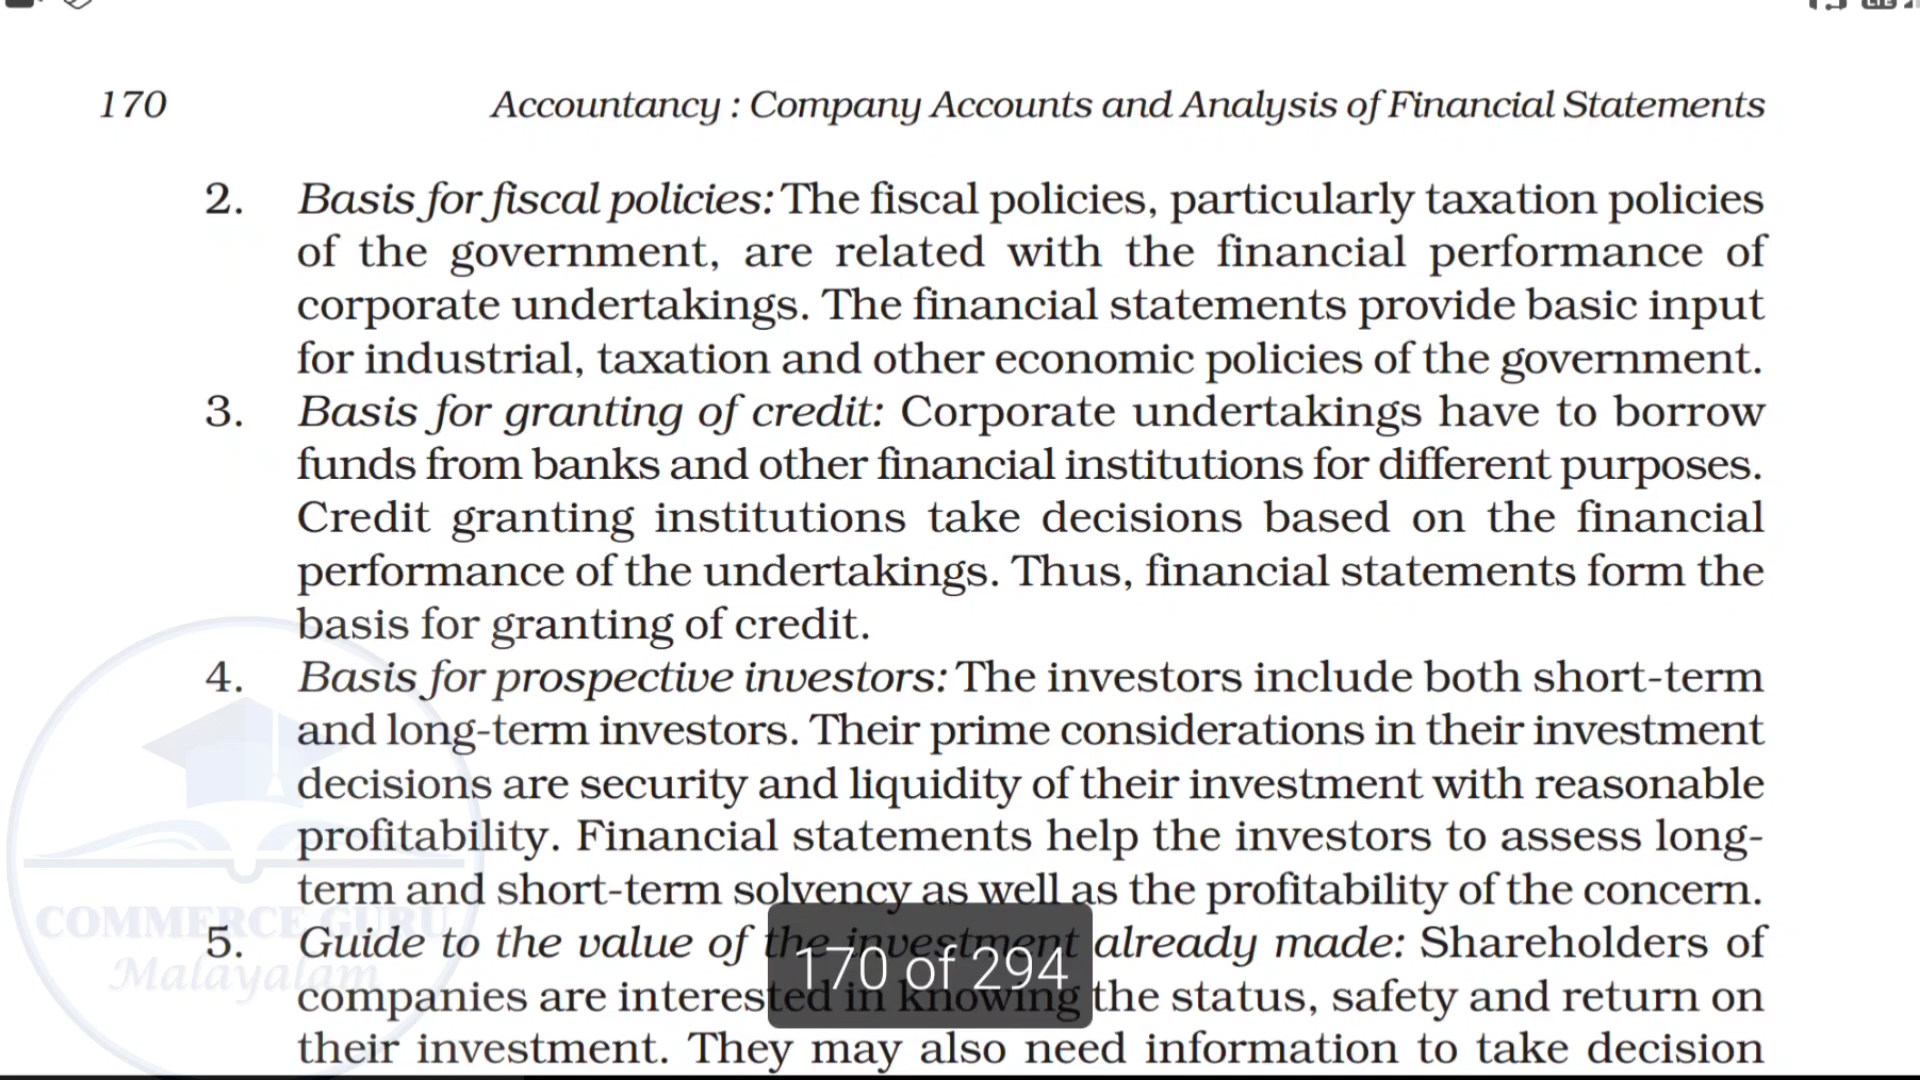 170 Accountancy : Company Accounts and Analysis of Financial Statements
2. Basis for fiscal policies: The fiscal policies, particularly taxation policies
of the government, are related with the financial performance of
corporate undertakings. The financial statements provide basic input
for industrial, taxation and other economic policies of the government.
3. Basis for granting of credit: Corporate undertakings have to borrow
funds from banks and other financial institutions for different purposes.
Credit granting institutions take decisions based on the financial
performance of the undertakings. Thus, financial statements form the
basis for granting of credit.
4. Basis for prospective investors: The investors include both short-term
and long-term investors. Their prime considerations in their investment
decisions are security and liquidity of their investment with reasonable
profitability. Financial statements help the investors to assess long-
term and short-term solvency as well as the profitability of the concern.
5. Guide to the value of the investment already made: Shareholders of
companies are interested in knowing the status, safety and return on
their investment. They may also need information to take decision
170 of 294
COMMERCE GURU
Malayalam